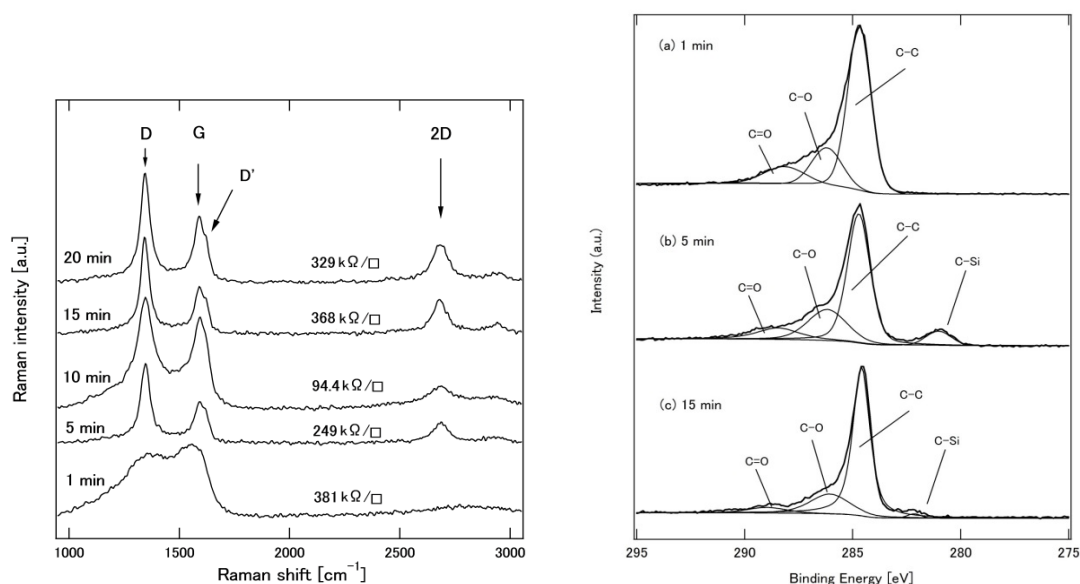 D
G
D'
2D
20 min
329 kΩ/□
15 min
368 kΩ/□
10 min
94.4 kΩ/□
5 min
249 kΩ/□
1 min
381 kΩ/□
1000
1500
2000
2500
3000
Raman shift [cm⁻¹]
Raman intensity [a.u.]
(a) 1 min
C-C
C-O
C=O
(b) 5 min
C-C
C-O
C=O
C-Si
(c) 15 min
C-C
C-O
C=O
C-Si
295
290
285
280
275
Binding Energy [eV]
Intensity (a.u.)